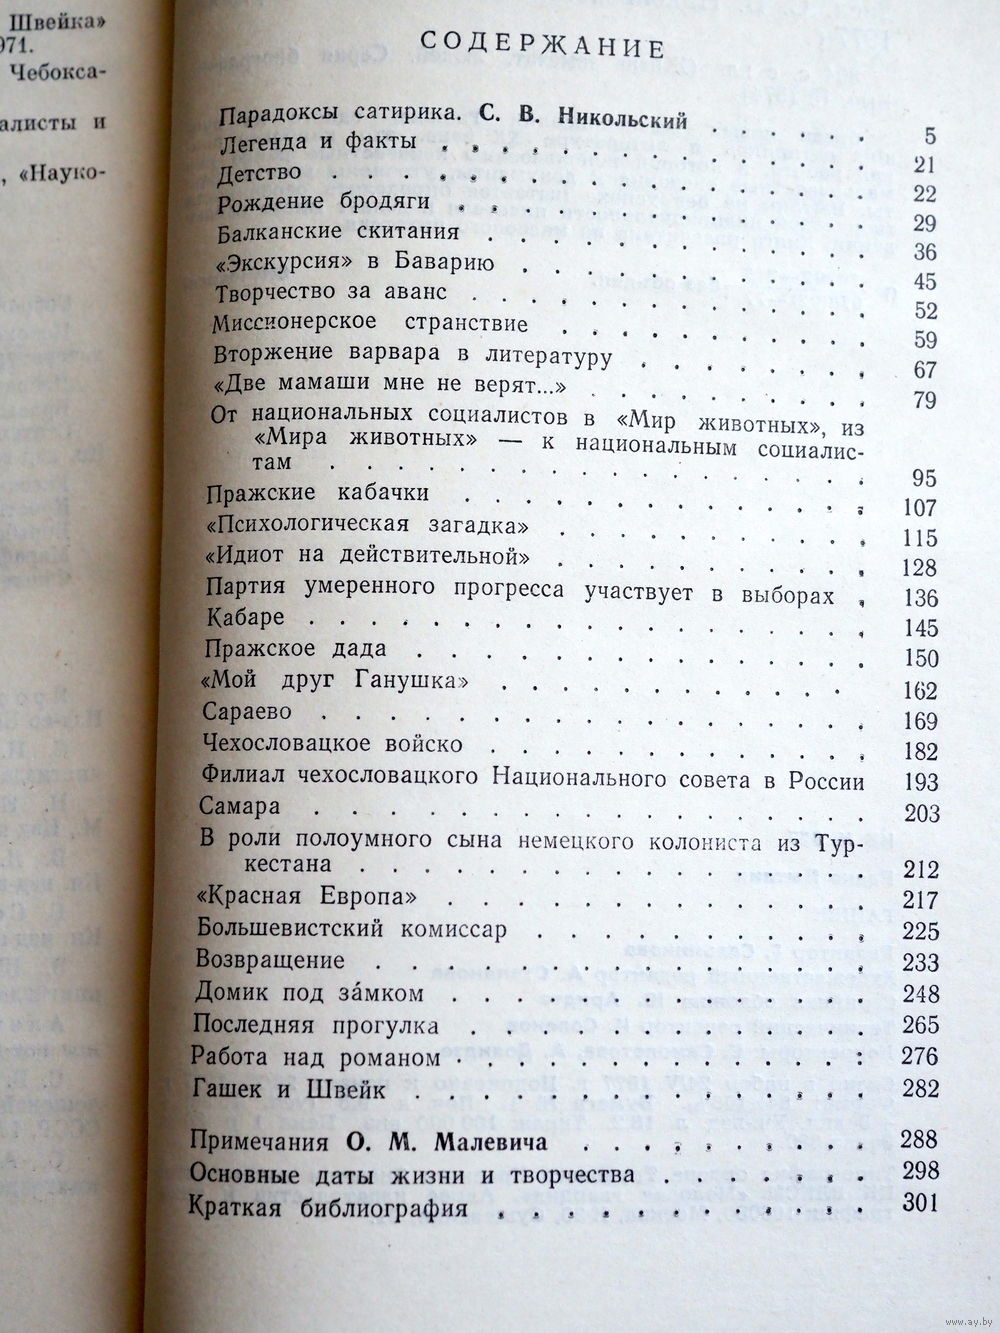 Швейка»
971.
Чебокса-
алисты и
, «Науко-
СОДЕРЖАНИЕ
Парадоксы сатирика. С. В. Никольский . . . . . 5
Легенда и факты . . . . . . . . . . . . 21
Детство . . . . . . . . . . . . 22
Рождение бродяги . . . . . . . . . . . . 29
Балканские скитания . . . . . . . . . . . . 36
«Экскурсия» в Баварию . . . . . . . . . . . 45
Творчество за аванс . . . . . . . . . . . . 52
Миссионерское странствие . . . . . . . . . . 59
Вторжение варвара в литературу . . . . . . . 67
«Две мамаши мне не верят...» . . . . . . . . . 79
От национальных социалистов в «Мир животных», из
«Мира животных» — к национальным социалис-
там . . . . . . . . . . . . . . . 95
Пражские кабачки . . . . . . . . . . . . 107
«Психологическая загадка» . . . . . . . . . . 115
«Идиот на действительной» . . . . . . . . . . 128
Партия умеренного прогресса участвует в выборах . 136
Кабаре . . . . . . . . . . . . . . . . 145
Пражское дада . . . . . . . . . . . . . 150
«Мой друг Ганушка» . . . . . . . . . . . 162
Сараево . . . . . . . . . . . . . . . . 169
Чехословацкое войско . . . . . . . . . . . 182
Филиал чехословацкого Национального совета в России 193
Самара . . . . . . . . . . . . . . . . 203
В роли полоумного сына немецкого колониста из Тур-
кестана . . . . . . . . . . . . . . 212
«Красная Европа» . . . . . . . . . . . . 217
Большевистский комиссар . . . . . . . . . . 225
Возвращение . . . . . . . . . . . . . . 233
Домик под за́мком . . . . . . . . . . . . 248
Последняя прогулка . . . . . . . . . . . . 265
Работа над романом . . . . . . . . . . . . 276
Гашек и Швейк . . . . . . . . . . . . . 282
Примечания О. М. Малевича . . . . . . . . . 288
Основные даты жизни и творчества . . . . . . . 298
Краткая библиография . . . . . . . . . . . 301
www.ay.by